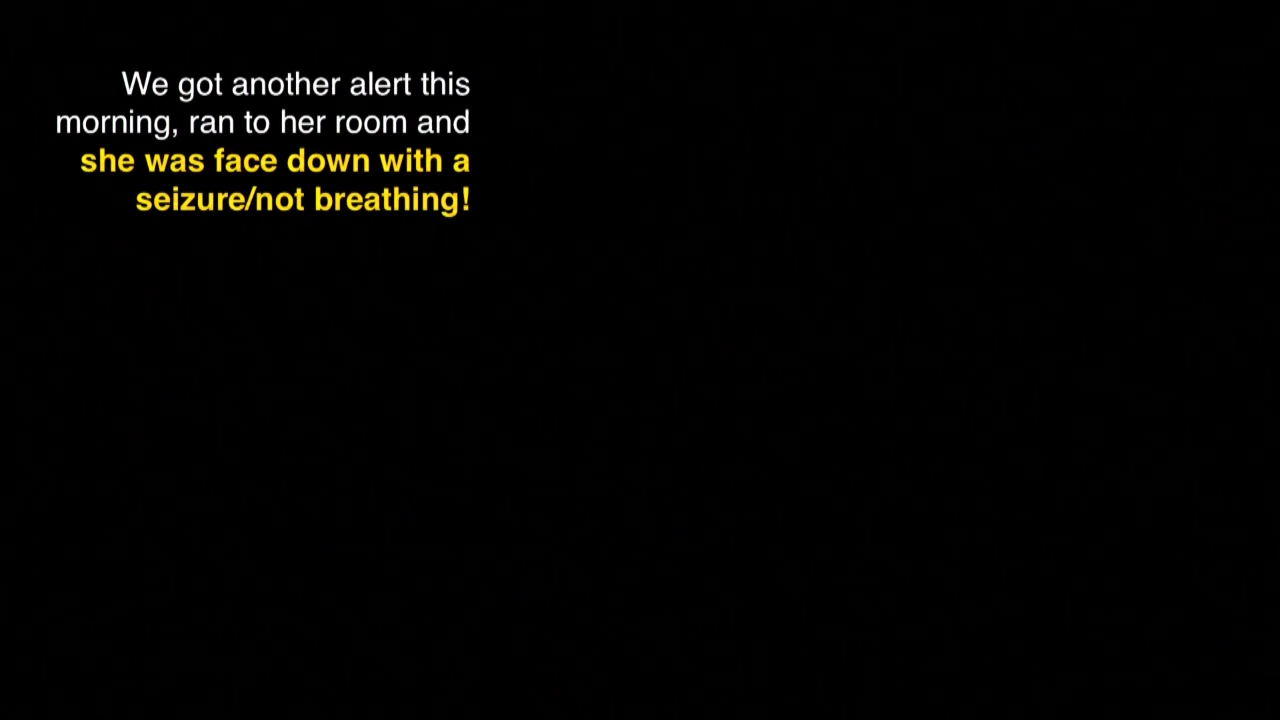 We got another alert this
morning, ran to her room and
she was face down with a
seizure/not breathing!